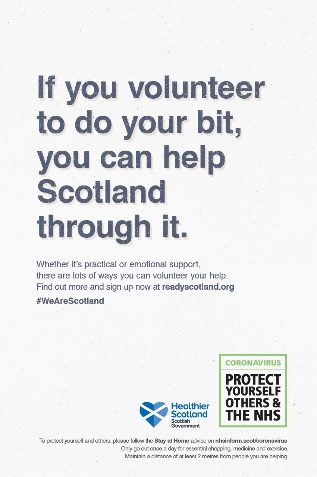 If you volunteer
to do your bit,
you can help
Scotland
through it.
Whether it's practical or emotional support,
there are lots of ways you can volunteer your help.
Find out more and sign up now at readyscotland.org
#WeAreScotland
CORONAVIRUS
PROTECT
YOURSELF
OTHERS &
THE NHS
Healthier
Scotland
Scottish
Government
To protect yourself and others, please follow the Stay at Home advice on nhsinform.scot/coronavirus
Only go out once a day for essential shopping, medicine and exercise.
Maintain a distance of at least 2 metres from people you are helping